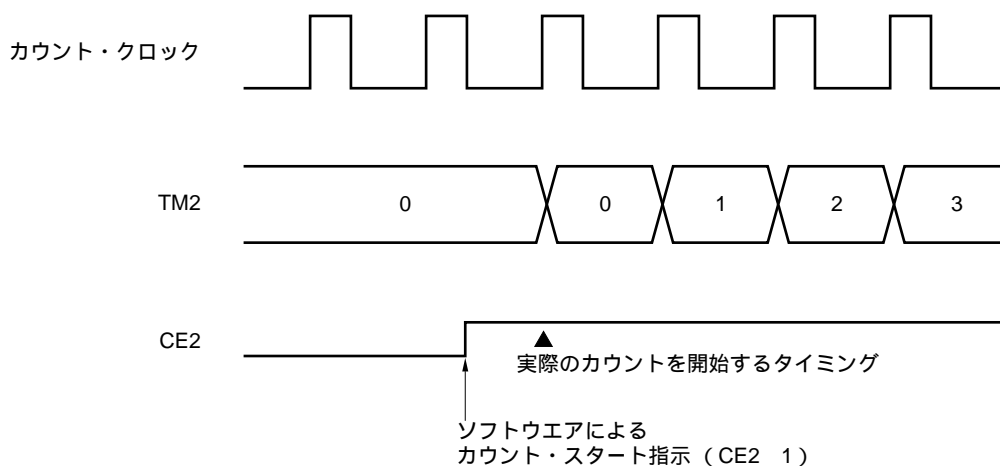 カウント・クロック
TM2
0 0 1 2 3
CE2
実際のカウントを開始するタイミング
ソフトウエアによる
カウント・スタート指示（CE2 1）